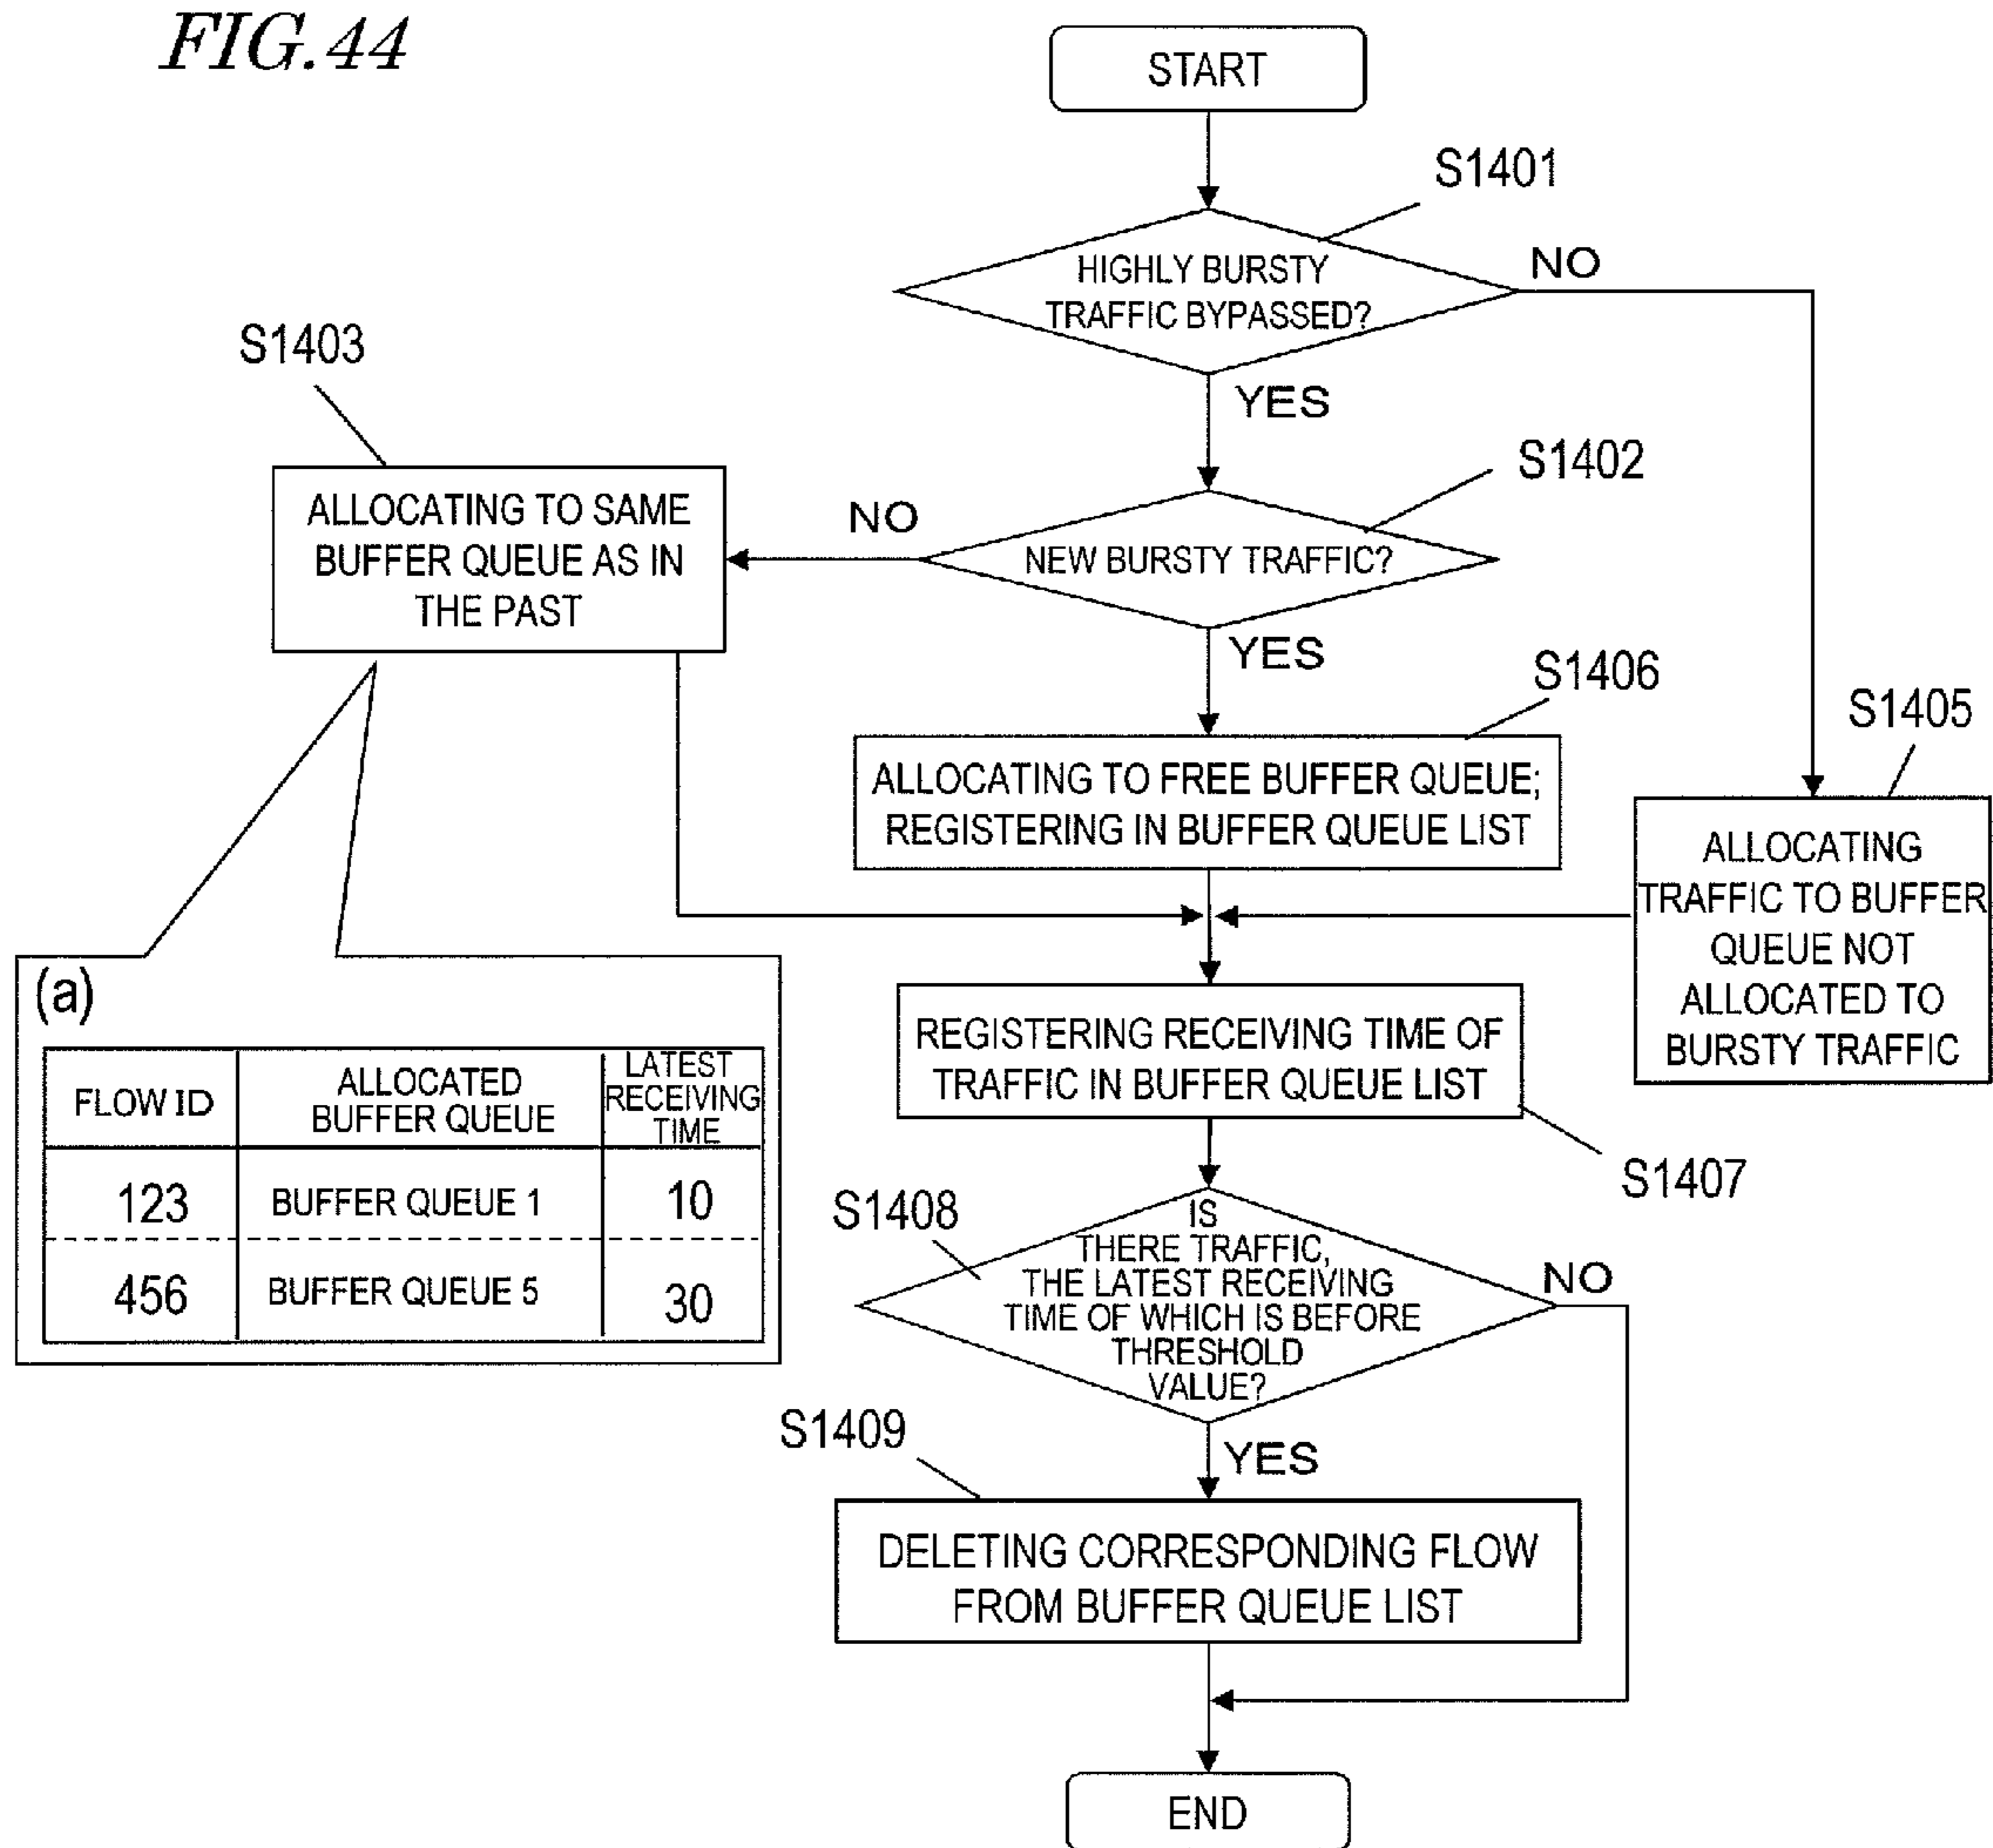 FIG.44
START
S1401
HIGHLY BURSTY
TRAFFIC BYPASSED?
NO
YES
S1402
NEW BURSTY TRAFFIC?
NO
S1403
ALLOCATING TO SAME
BUFFER QUEUE AS IN
THE PAST
YES
S1406
ALLOCATING TO FREE BUFFER QUEUE;
REGISTERING IN BUFFER QUEUE LIST
S1405
ALLOCATING
TRAFFIC TO BUFFER
QUEUE NOT
ALLOCATED TO
BURSTY TRAFFIC
(a)
FLOW ID
ALLOCATED
BUFFER QUEUE
LATEST
RECEIVING
TIME
123
BUFFER QUEUE 1
10
456
BUFFER QUEUE 5
30
REGISTERING RECEIVING TIME OF
TRAFFIC IN BUFFER QUEUE LIST
S1407
S1408
IS
THERE TRAFFIC,
THE LATEST RECEIVING
TIME OF WHICH IS BEFORE
THRESHOLD
VALUE?
NO
YES
S1409
DELETING CORRESPONDING FLOW
FROM BUFFER QUEUE LIST
END